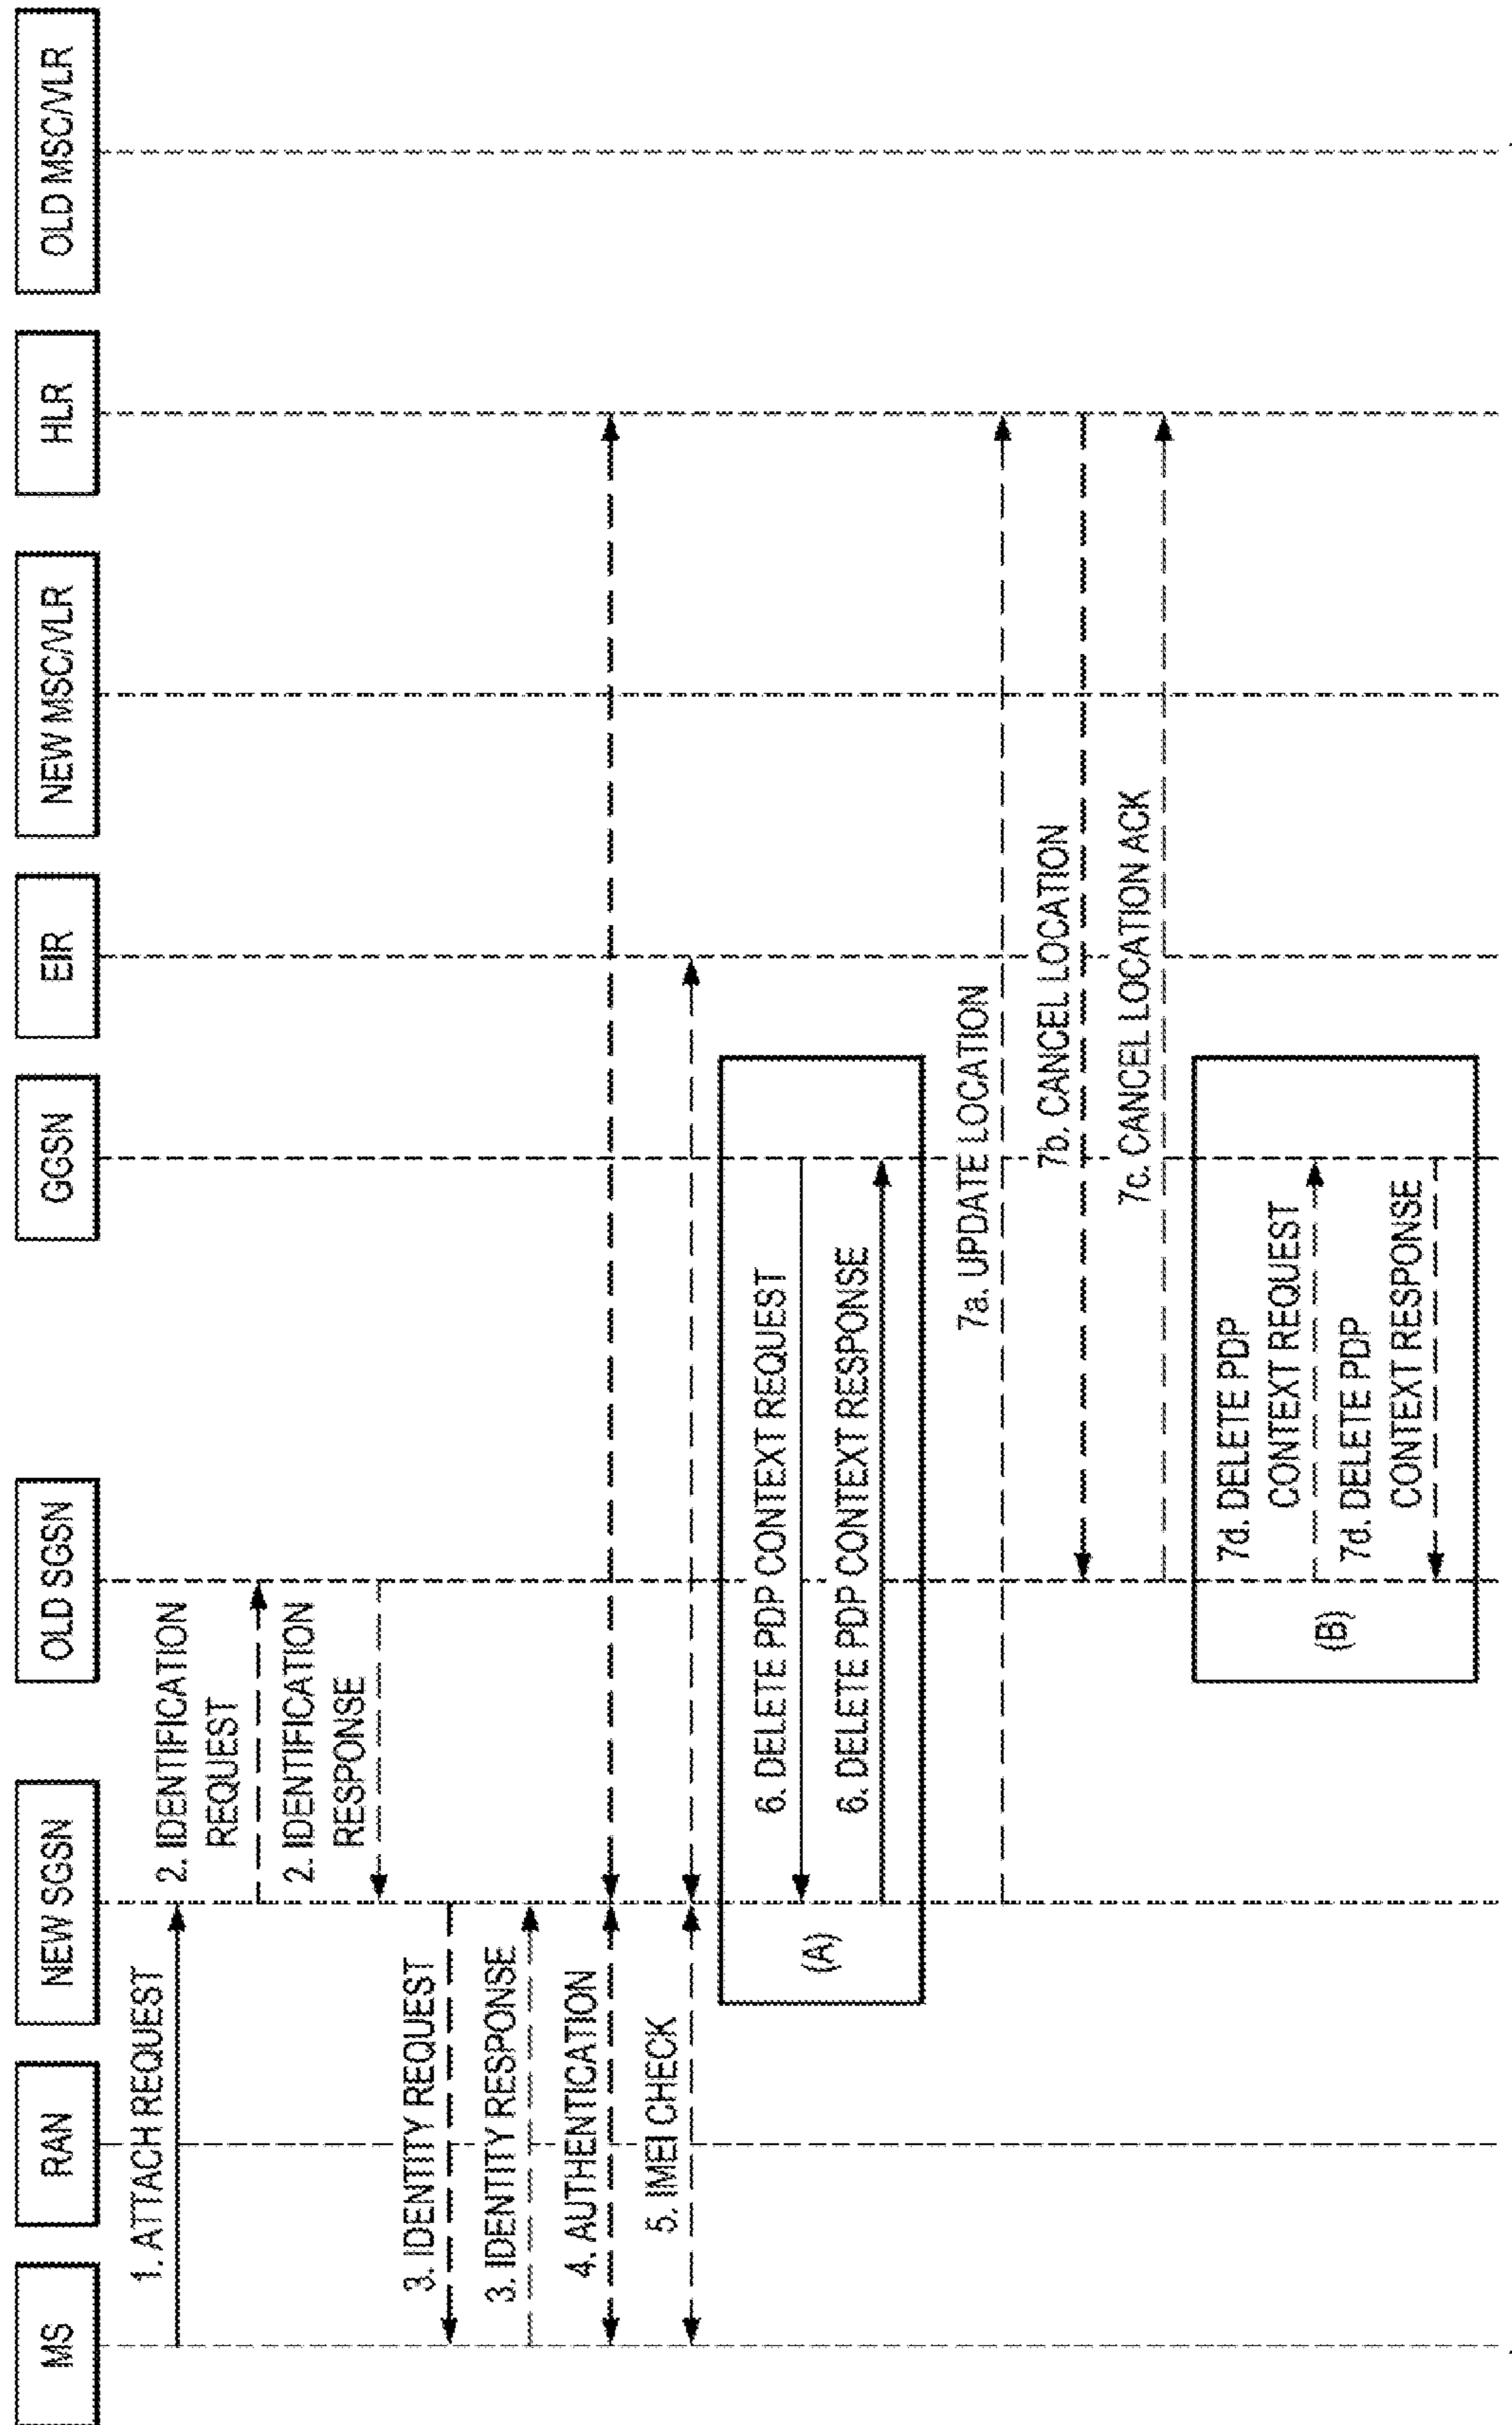 MS
RAN
NEW SGSN
OLD SGSN
GGSN
EIR
NEW MSC/VLR
HLR
OLD MSC/VLR
1. ATTACH REQUEST
2. IDENTIFICATION
REQUEST
2. IDENTIFICATION
RESPONSE
3. IDENTITY REQUEST
3. IDENTITY RESPONSE
4. AUTHENTICATION
5. IMEI CHECK
6. DELETE PDP CONTEXT REQUEST
6. DELETE PDP CONTEXT RESPONSE
(A)
7a. UPDATE LOCATION
7b. CANCEL LOCATION
7c. CANCEL LOCATION ACK
7d. DELETE PDP
CONTEXT REQUEST
7d. DELETE PDP
CONTEXT RESPONSE
(B)